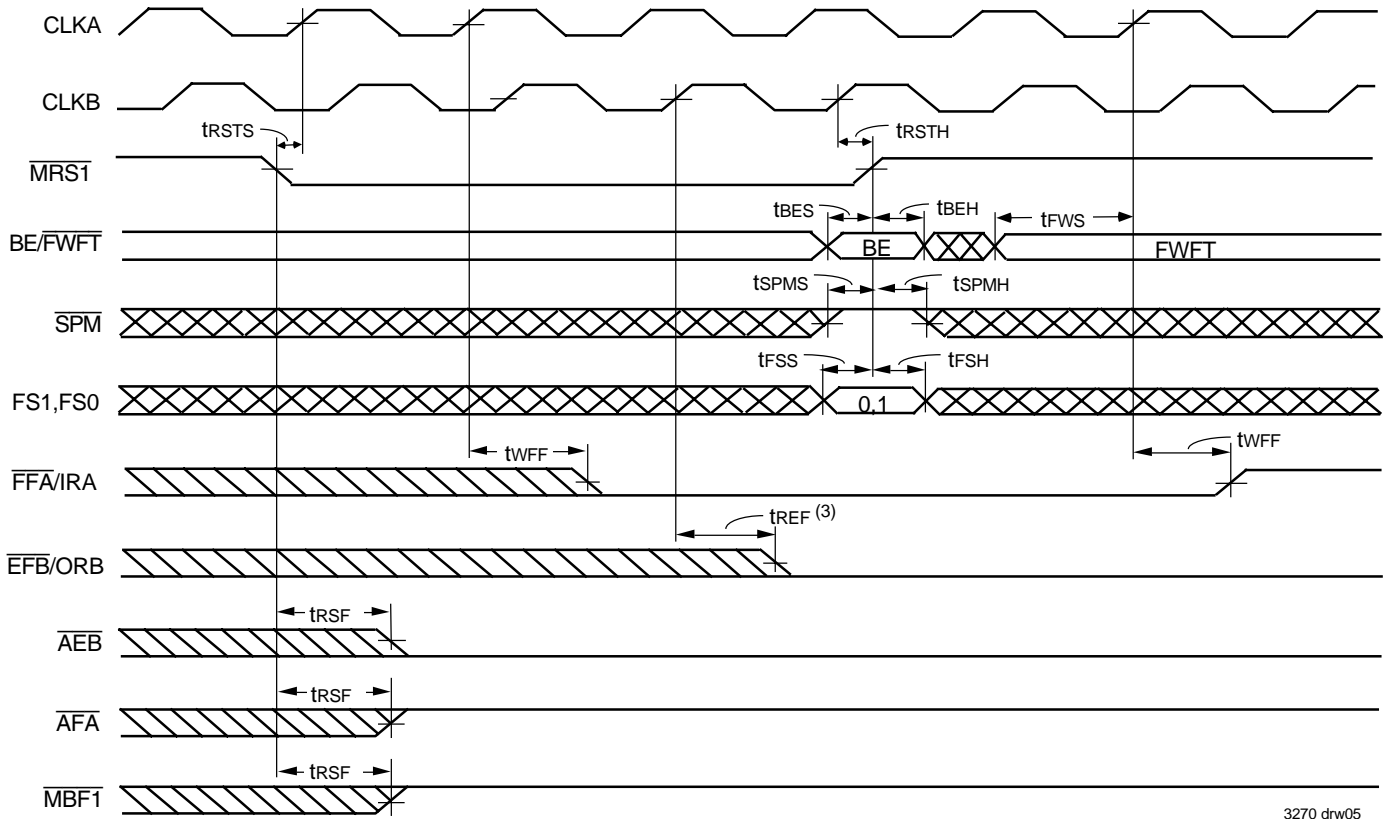 CLKA
CLKB
tRSTS
tRSTH
MRS1
tBES
tBEH
tFWS
BE/FWFT
BE
FWFT
tSPMS
tSPMH
SPM
tFSS
tFSH
FS1,FS0
0,1
tWFF
tWFF
FFA/IRA
tREF (3)
EFB/ORB
tRSF
AEB
tRSF
AFA
tRSF
MBF1
3270 drw05